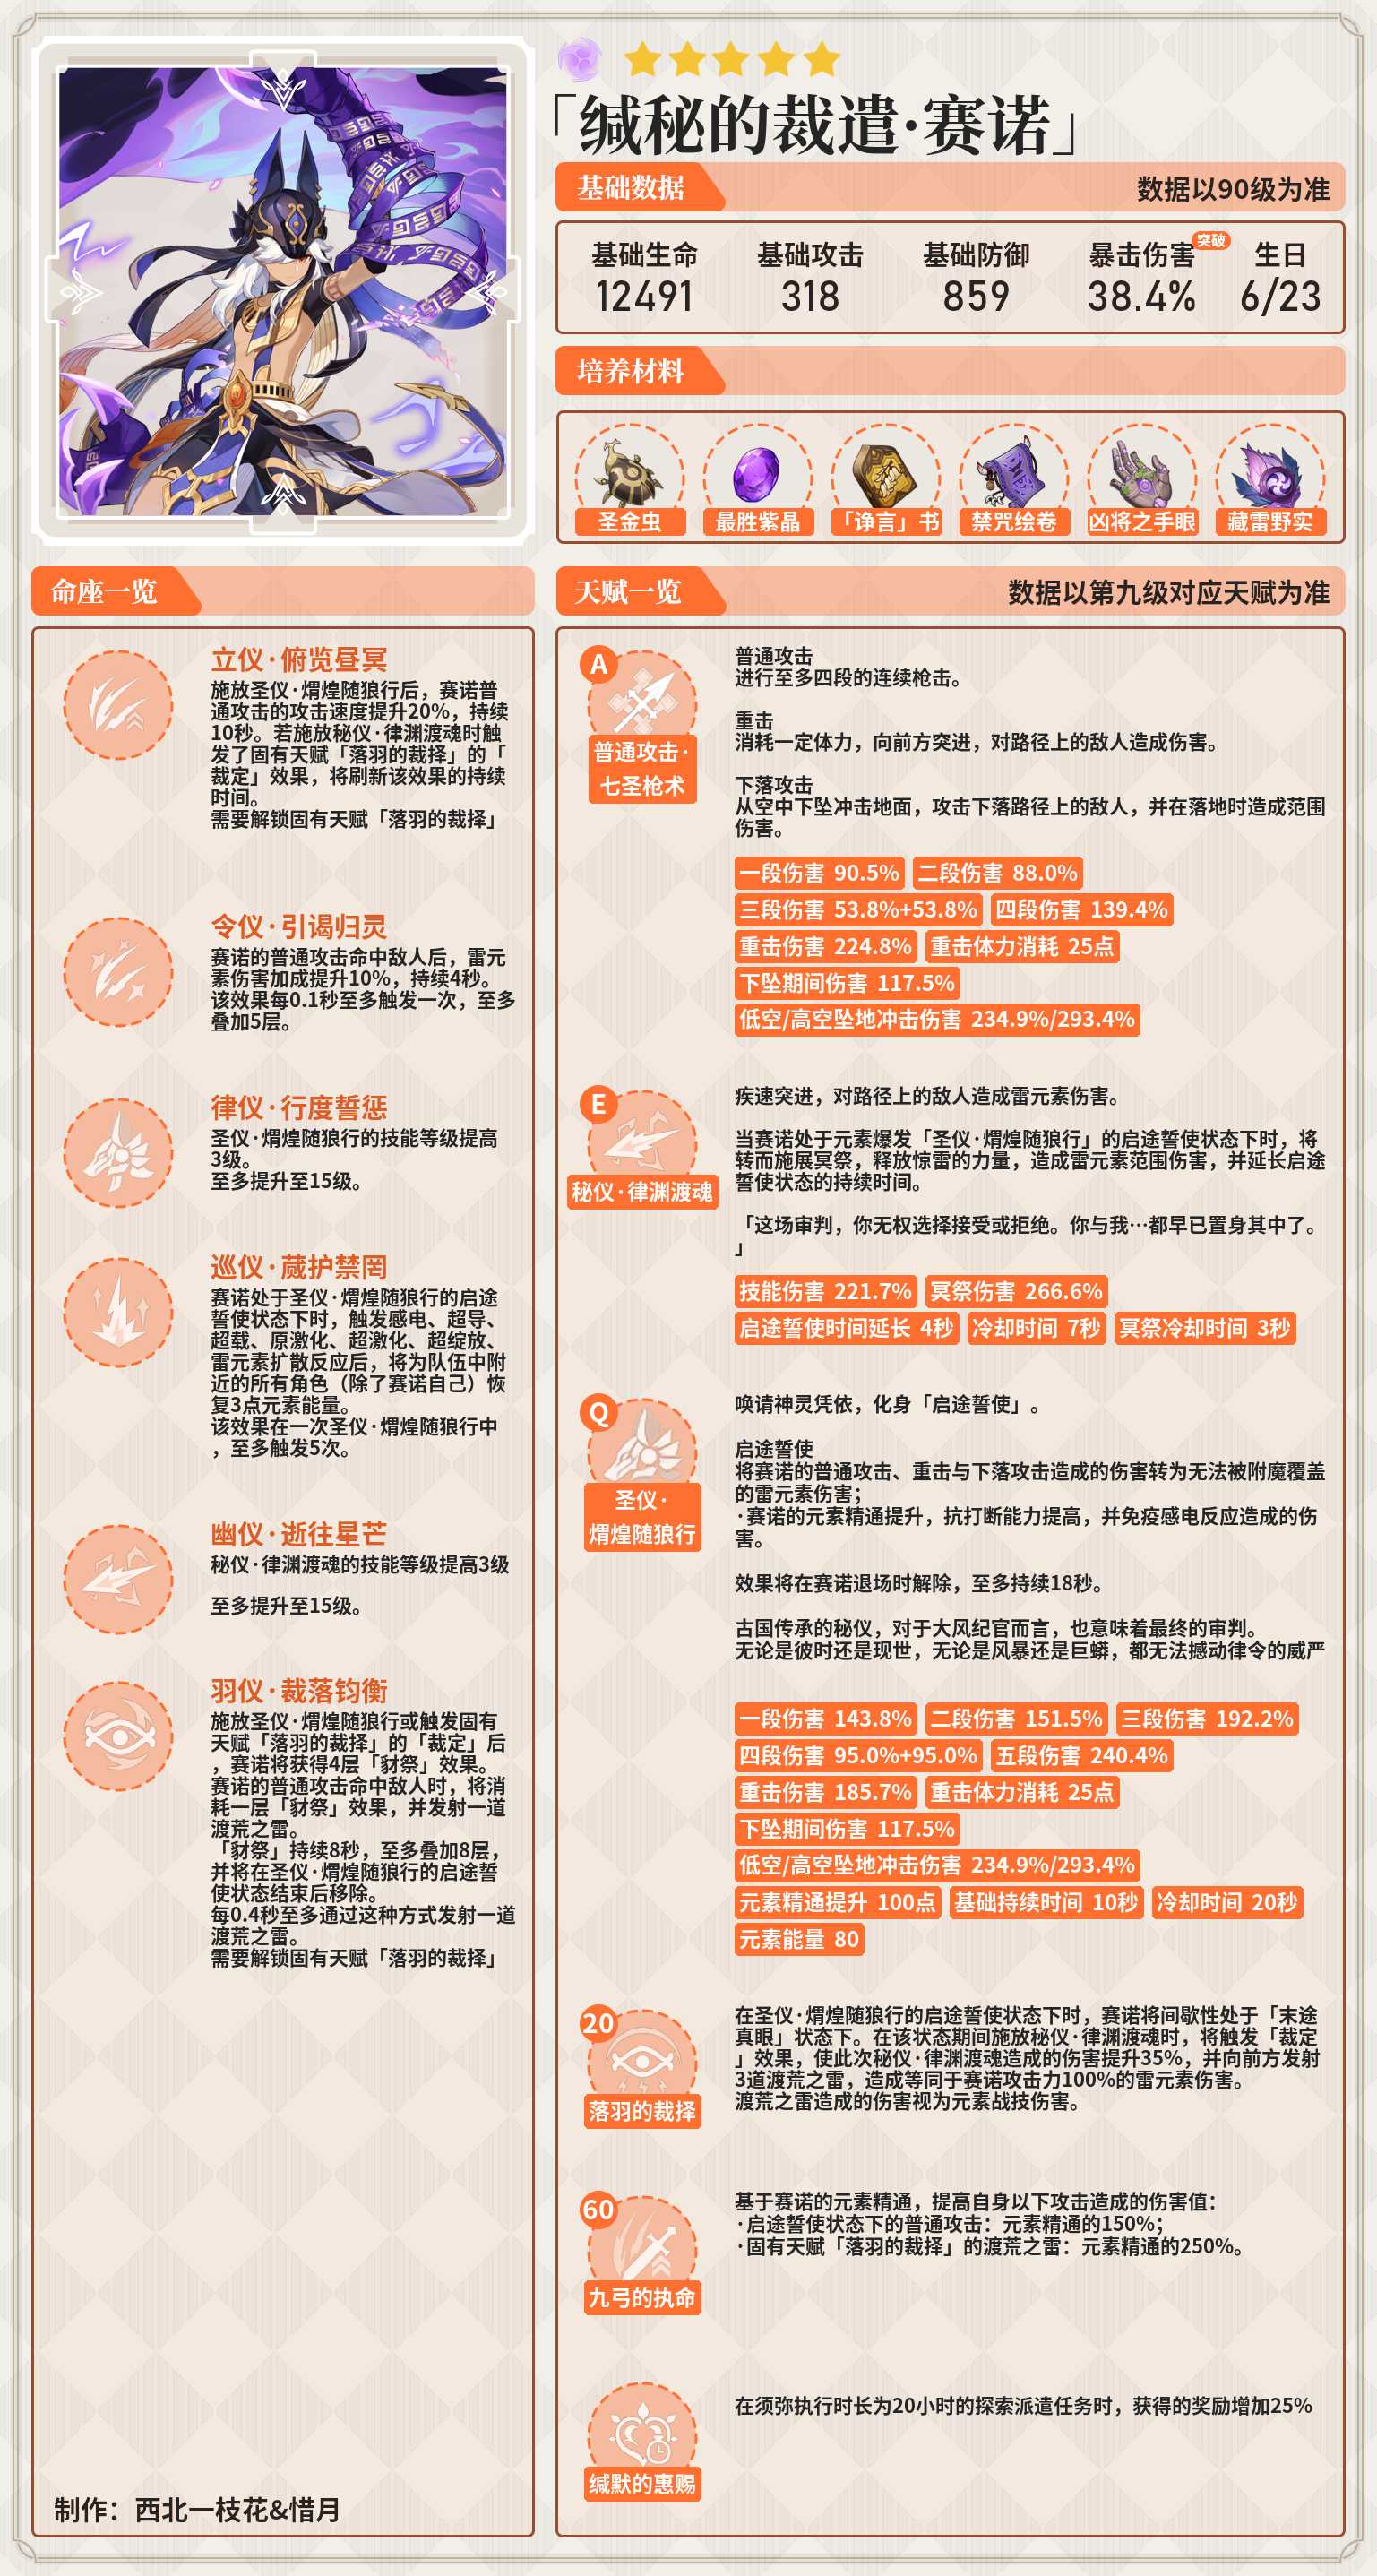 「缄秘的裁遣·赛诺」
基础数据
数据以90级为准
基础生命
12491
基础攻击
318
基础防御
859
暴击伤害
突破
38.4%
生日
6/23
培养材料
圣金虫
最胜紫晶
「诤言」书
禁咒绘卷
凶将之手眼
藏雷野实
命座一览
立仪·俯览昼冥
施放圣仪·煟煌随狼行后，赛诺普
通攻击的攻击速度提升20%，持续
10秒。若施放秘仪·律渊渡魂时触
发了固有天赋「落羽的裁择」的「
裁定」效果，将刷新该效果的持续
时间。
需要解锁固有天赋「落羽的裁择」
令仪·引谒归灵
赛诺的普通攻击命中敌人后，雷元
素伤害加成提升10%，持续4秒。
该效果每0.1秒至多触发一次，至多
叠加5层。
律仪·行度誓惩
圣仪·煟煌随狼行的技能等级提高
3级。
至多提升至15级。
巡仪·葳护禁罔
赛诺处于圣仪·煟煌随狼行的启途
誓使状态下时，触发感电、超导、
超载、原激化、超激化、超绽放、
雷元素扩散反应后，将为队伍中附
近的所有角色（除了赛诺自己）恢
复3点元素能量。
该效果在一次圣仪·煟煌随狼行中
，至多触发5次。
幽仪·逝往星芒
秘仪·律渊渡魂的技能等级提高3级
至多提升至15级。
羽仪·裁落钧衡
施放圣仪·煟煌随狼行或触发固有
天赋「落羽的裁择」的「裁定」后
，赛诺将获得4层「豺祭」效果。
赛诺的普通攻击命中敌人时，将消
耗一层「豺祭」效果，并发射一道
渡荒之雷。
「豺祭」持续8秒，至多叠加8层，
并将在圣仪·煟煌随狼行的启途誓
使状态结束后移除。
每0.4秒至多通过这种方式发射一道
渡荒之雷。
需要解锁固有天赋「落羽的裁择」
制作：西北一枝花&惜月
天赋一览
数据以第九级对应天赋为准
A
普通攻击·
七圣枪术
普通攻击
进行至多四段的连续枪击。
重击
消耗一定体力，向前方突进，对路径上的敌人造成伤害。
下落攻击
从空中下坠冲击地面，攻击下落路径上的敌人，并在落地时造成范围
伤害。
一段伤害 90.5% 二段伤害 88.0%
三段伤害 53.8%+53.8% 四段伤害 139.4%
重击伤害 224.8% 重击体力消耗 25点
下坠期间伤害 117.5%
低空/高空坠地冲击伤害 234.9%/293.4%
E
秘仪·律渊渡魂
疾速突进，对路径上的敌人造成雷元素伤害。
当赛诺处于元素爆发「圣仪·煟煌随狼行」的启途誓使状态下时，将
转而施展冥祭，释放惊雷的力量，造成雷元素范围伤害，并延长启途
誓使状态的持续时间。
「这场审判，你无权选择接受或拒绝。你与我…都早已置身其中了。
」
技能伤害 221.7% 冥祭伤害 266.6%
启途誓使时间延长 4秒 冷却时间 7秒 冥祭冷却时间 3秒
Q
圣仪·
煟煌随狼行
唤请神灵凭依，化身「启途誓使」。
启途誓使
将赛诺的普通攻击、重击与下落攻击造成的伤害转为无法被附魔覆盖
的雷元素伤害；
·赛诺的元素精通提升，抗打断能力提高，并免疫感电反应造成的伤
害。
效果将在赛诺退场时解除，至多持续18秒。
古国传承的秘仪，对于大风纪官而言，也意味着最终的审判。
无论是彼时还是现世，无论是风暴还是巨蟒，都无法撼动律令的威严
一段伤害 143.8% 二段伤害 151.5% 三段伤害 192.2%
四段伤害 95.0%+95.0% 五段伤害 240.4%
重击伤害 185.7% 重击体力消耗 25点
下坠期间伤害 117.5%
低空/高空坠地冲击伤害 234.9%/293.4%
元素精通提升 100点 基础持续时间 10秒 冷却时间 20秒
元素能量 80
20
落羽的裁择
在圣仪·煟煌随狼行的启途誓使状态下时，赛诺将间歇性处于「末途
真眼」状态下。在该状态期间施放秘仪·律渊渡魂时，将触发「裁定
」效果，使此次秘仪·律渊渡魂造成的伤害提升35%，并向前方发射
3道渡荒之雷，造成等同于赛诺攻击力100%的雷元素伤害。
渡荒之雷造成的伤害视为元素战技伤害。
60
九弓的执命
基于赛诺的元素精通，提高自身以下攻击造成的伤害值：
·启途誓使状态下的普通攻击：元素精通的150%；
·固有天赋「落羽的裁择」的渡荒之雷：元素精通的250%。
缄默的惠赐
在须弥执行时长为20小时的探索派遣任务时，获得的奖励增加25%